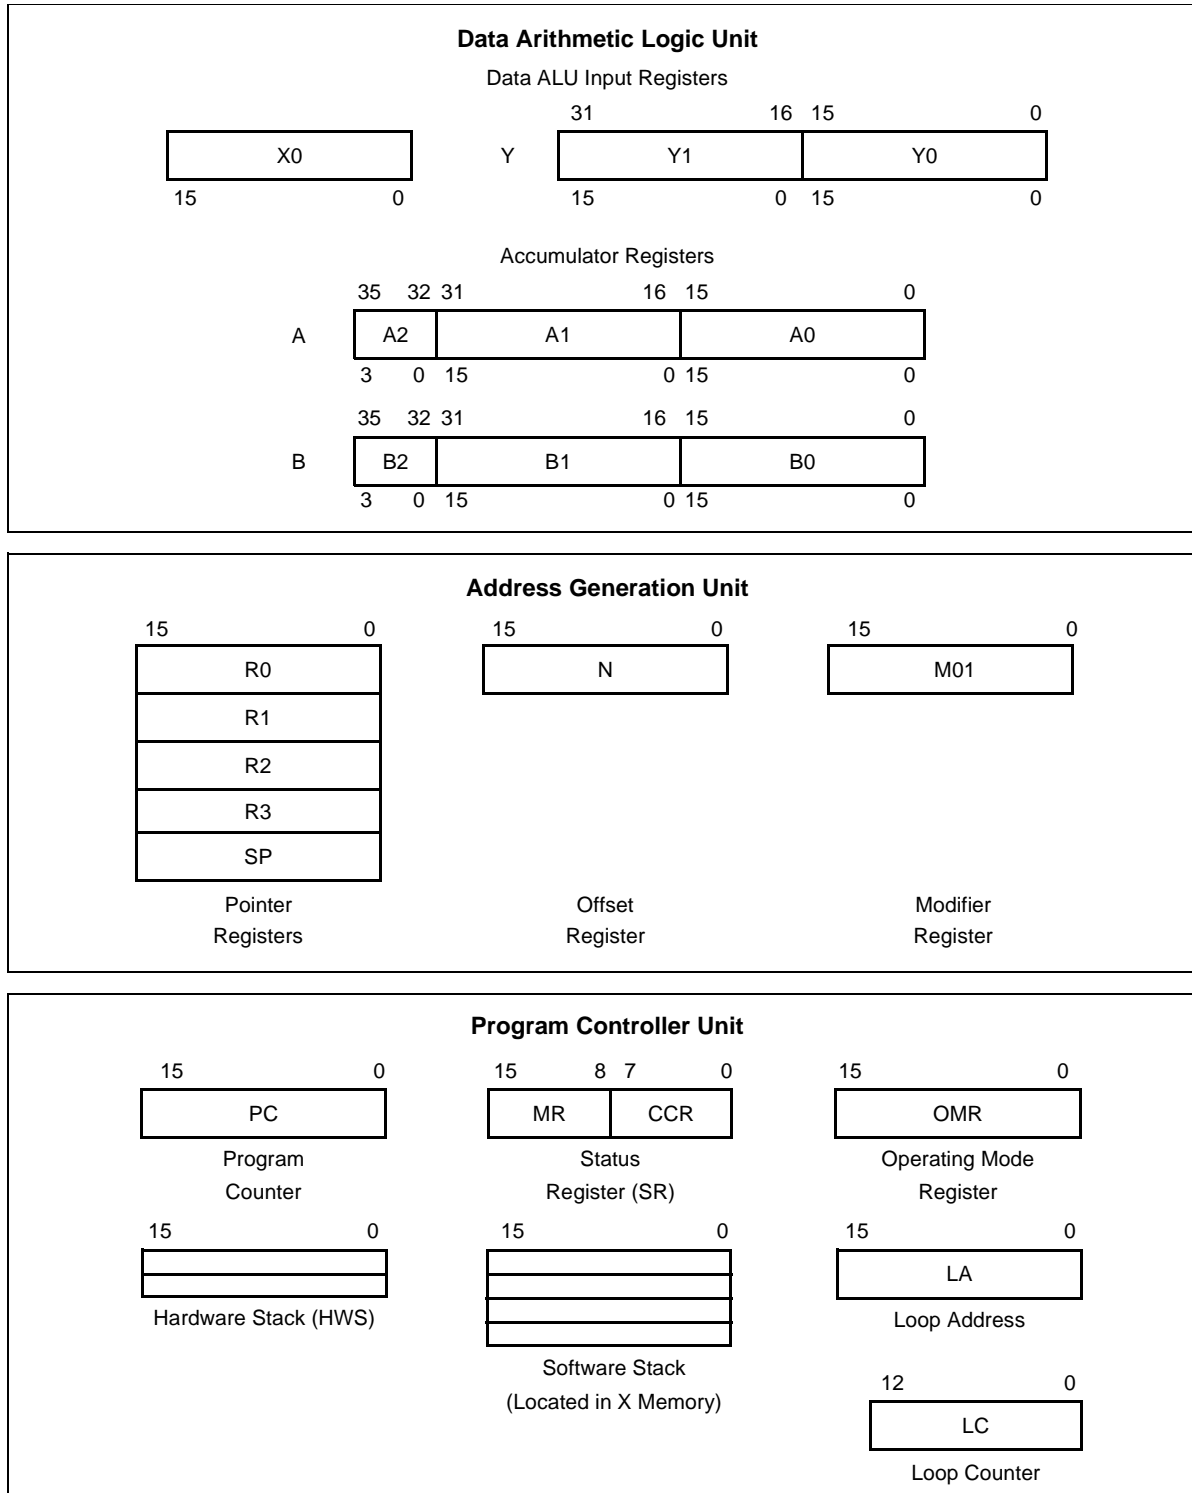 Data Arithmetic Logic Unit
Data ALU Input Registers
31 16 15 0
X0 Y Y1 Y0
15 0 15 0 15 0
Accumulator Registers
35 32 31 16 15 0
A A2 A1 A0
3 0 15 0 15 0
35 32 31 16 15 0
B B2 B1 B0
3 0 15 0 15 0
Address Generation Unit
15 0 15 0 15 0
R0 N M01
R1
R2
R3
SP
Pointer Offset Modifier
Registers Register Register
Program Controller Unit
15 0 15 8 7 0 15 0
PC MR CCR OMR
Program Status Operating Mode
Counter Register (SR) Register
15 0 15 0 15 0
LA
Hardware Stack (HWS) Loop Address
Software Stack
(Located in X Memory)
12 0
LC
Loop Counter